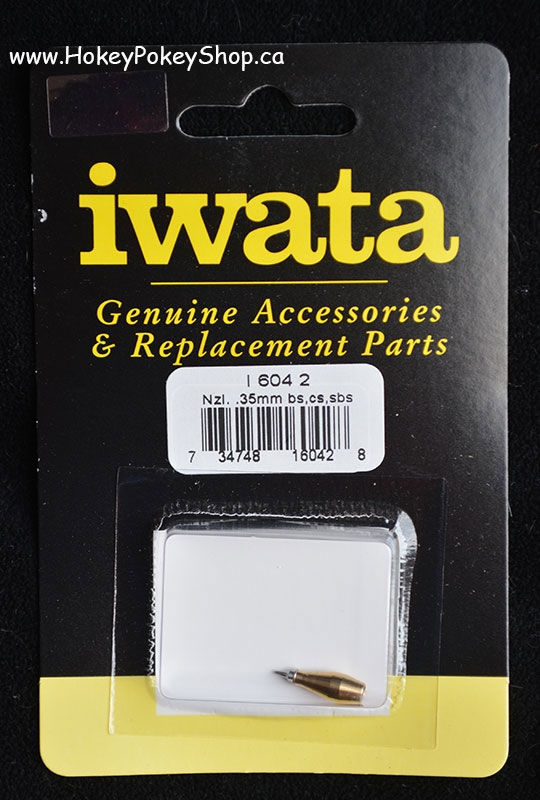 www.HokeyPokeyShop.ca
iwata
Genuine Accessories
& Replacement Parts
I 604 2
Nzl. .35mm bs,cs,sbs
7 34748 16042 8